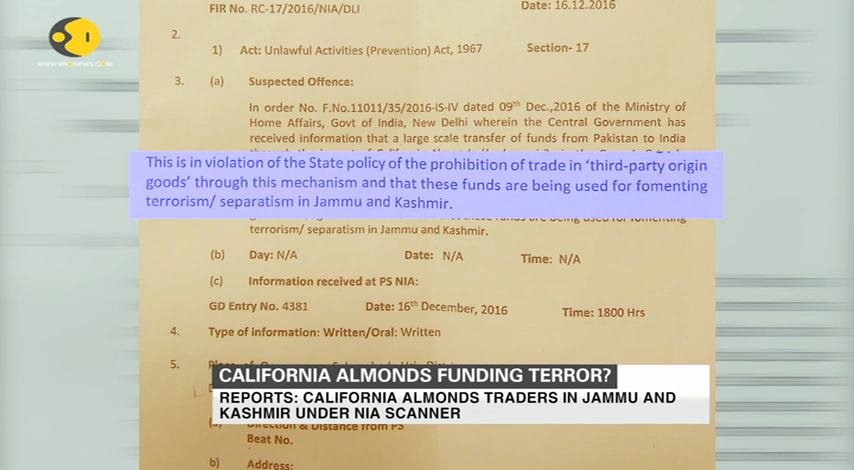 FIR No. RC-17/2016/NIA/DLI Date: 16.12.2016
2.
1) Act: Unlawful Activities (Prevention) Act, 1967 Section- 17
3. (a) Suspected Offence:
In order No. F.No.11011/35/2016-IS-IV dated 09th Dec.,2016 of the Ministry of
Home Affairs, Govt of India, New Delhi wherein the Central Government has
received information that a large scale transfer of funds from Pakistan to India
This is in violation of the State policy of the prohibition of trade in ‘third-party origin
goods’ through this mechanism and that these funds are being used for fomenting
terrorism/ separatism in Jammu and Kashmir.
that these funds are being used for fomenting
terrorism/ separatism in Jammu and Kashmir.
(b) Day: N/A Date: N/A Time: N/A
(c) Information received at PS NIA:
GD Entry No. 4381 Date: 16th December, 2016 Time: 1800 Hrs
4. Type of information: Written/Oral: Written
5.
CALIFORNIA ALMONDS FUNDING TERROR?
REPORTS: CALIFORNIA ALMONDS TRADERS IN JAMMU AND
KASHMIR UNDER NIA SCANNER
Direction & Distance from PS
Beat No.
b) Address: